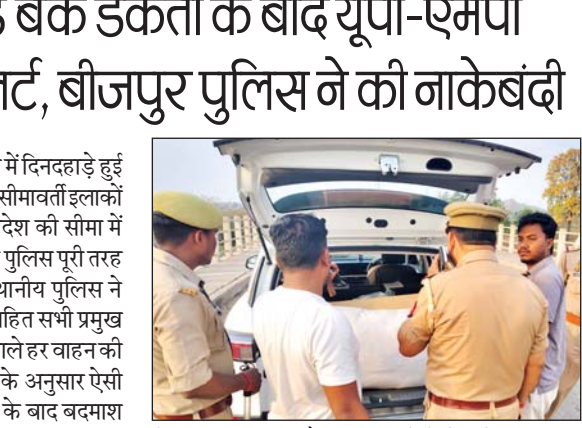 बैंक डकैती के बाद यूपी-एमपी
र्ट, बीजपुर पुलिस ने की नाकेबंदी
में दिनदहाड़े हुई
सीमावर्ती इलाकों
देश की सीमा में
पुलिस पूरी तरह
थानीय पुलिस ने
हित सभी प्रमुख
ाले हर वाहन की
के अनुसार ऐसी
के बाद बदमाश